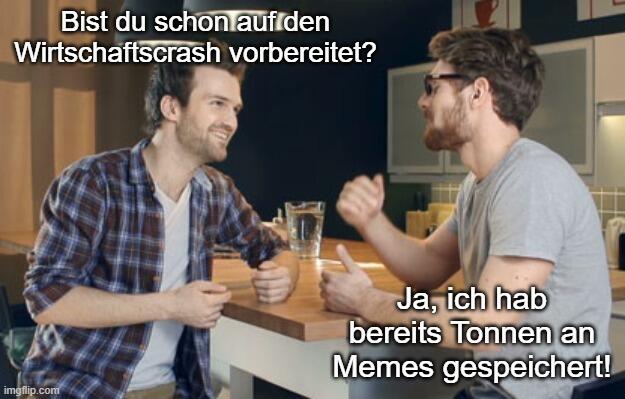 Bist du schon auf den
Wirtschaftscrash vorbereitet?
Ja, ich hab
bereits Tonnen an
Memes gespeichert!
imgflip.com